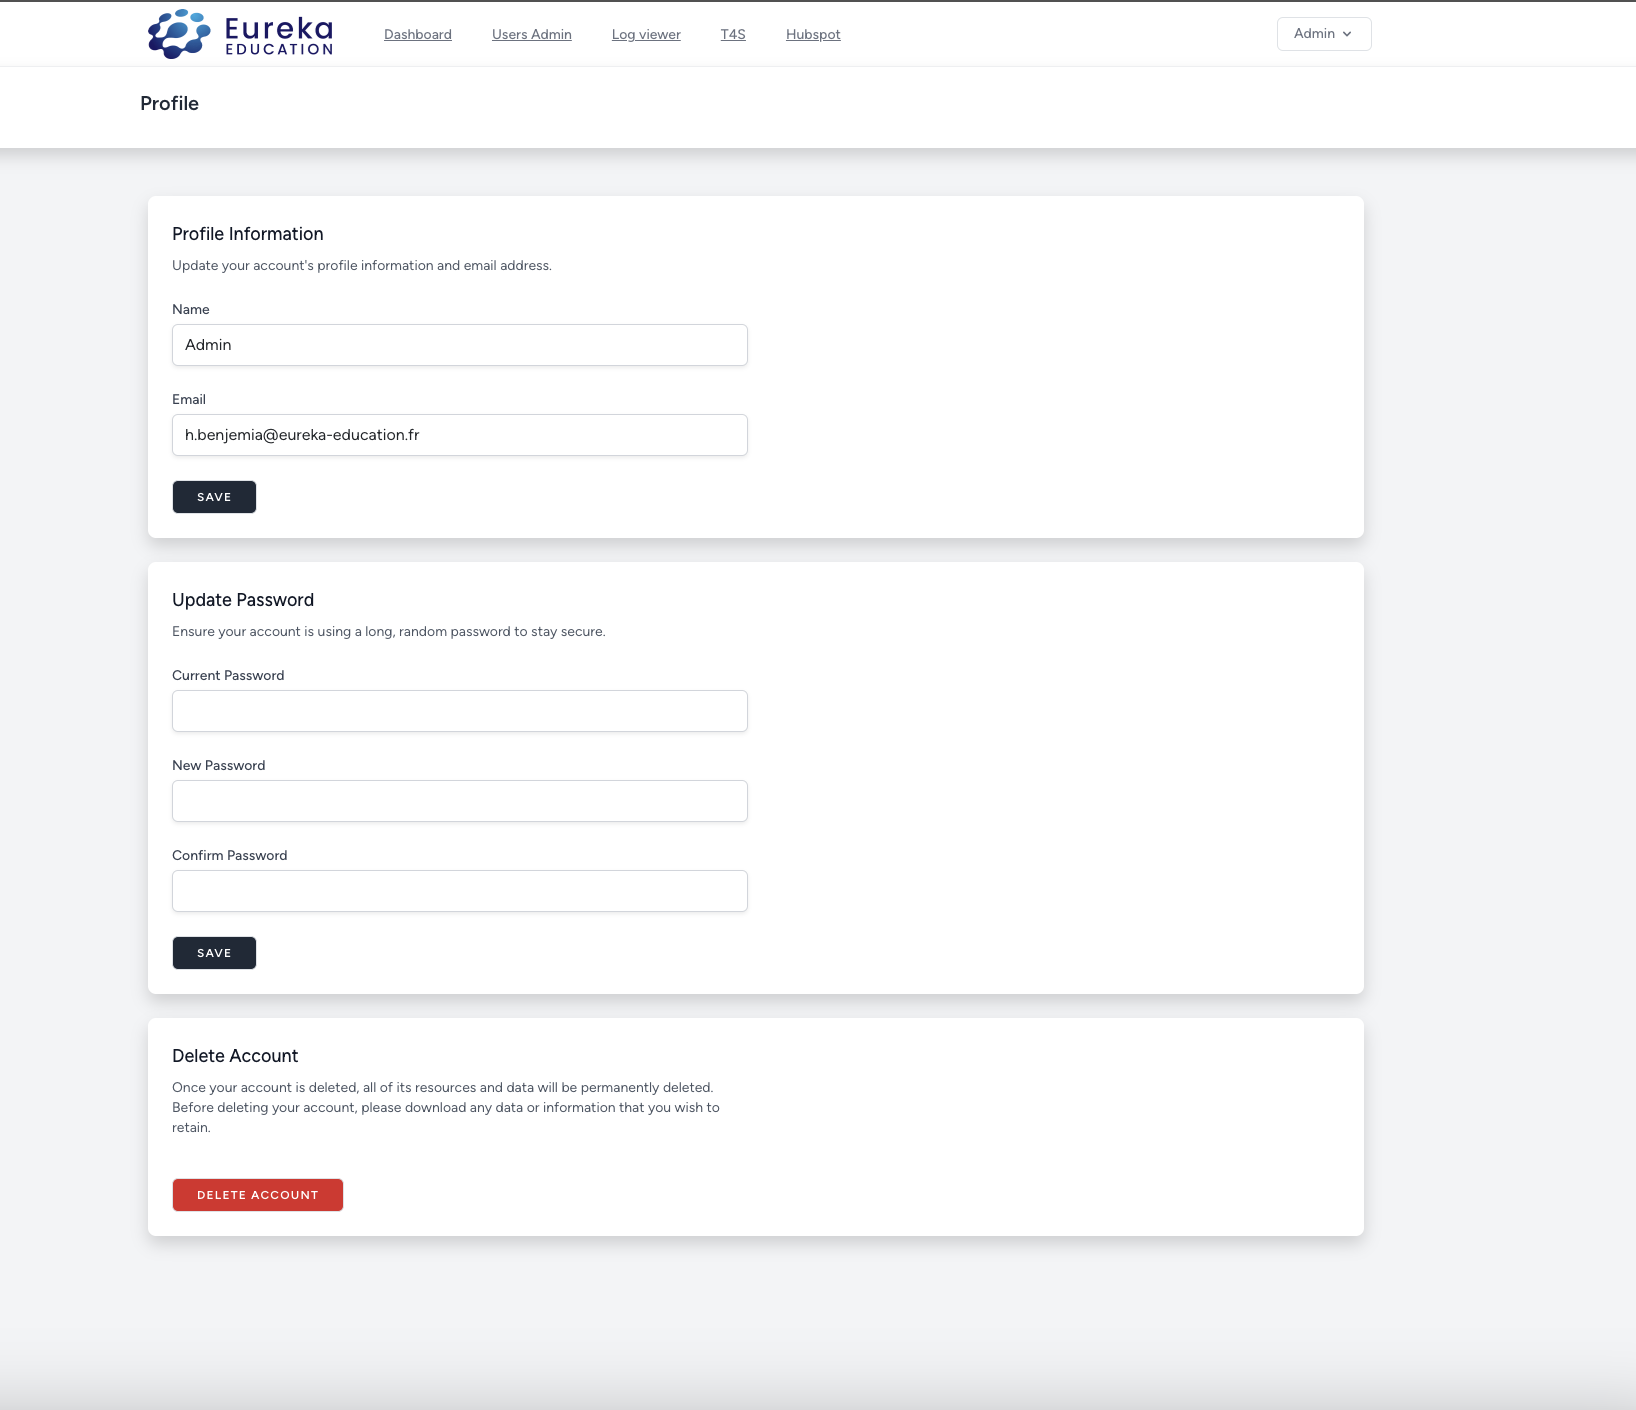 Eureka
EDUCATION
Dashboard Users Admin Log viewer T4S Hubspot Admin
Profile
Profile Information
Update your account's profile information and email address.
Name
Admin
Email
h.benjemia@eureka-education.fr
SAVE
Update Password
Ensure your account is using a long, random password to stay secure.
Current Password
New Password
Confirm Password
SAVE
Delete Account
Once your account is deleted, all of its resources and data will be permanently deleted.
Before deleting your account, please download any data or information that you wish to
retain.
DELETE ACCOUNT